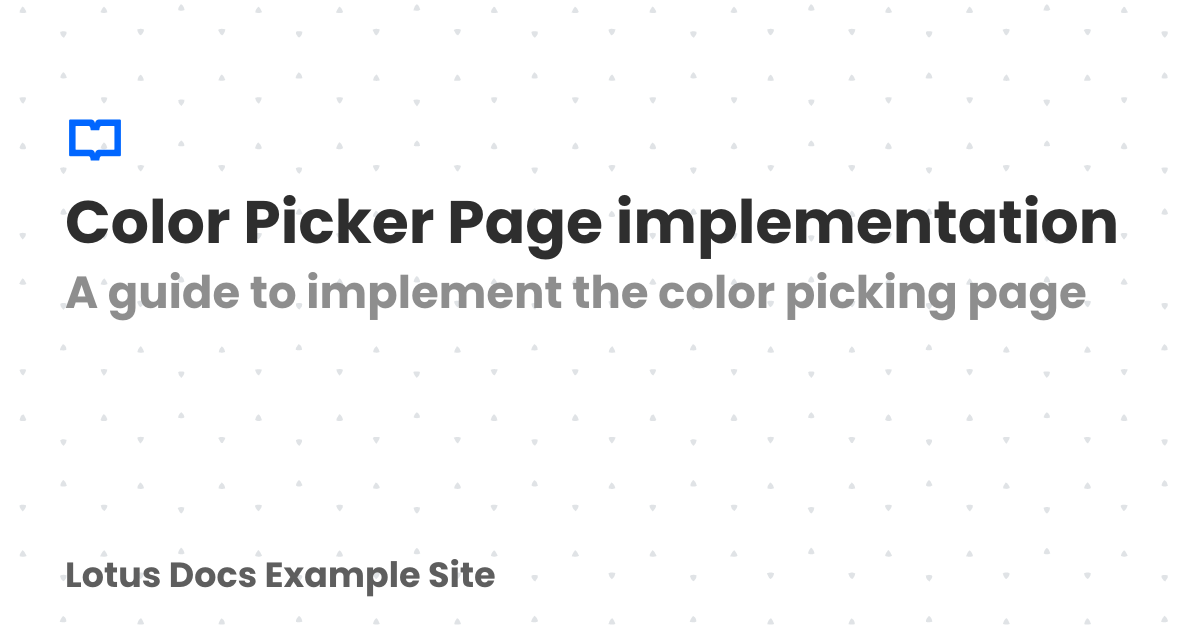 Color Picker Page implementation
A guide to implement the color picking page
Lotus Docs Example Site